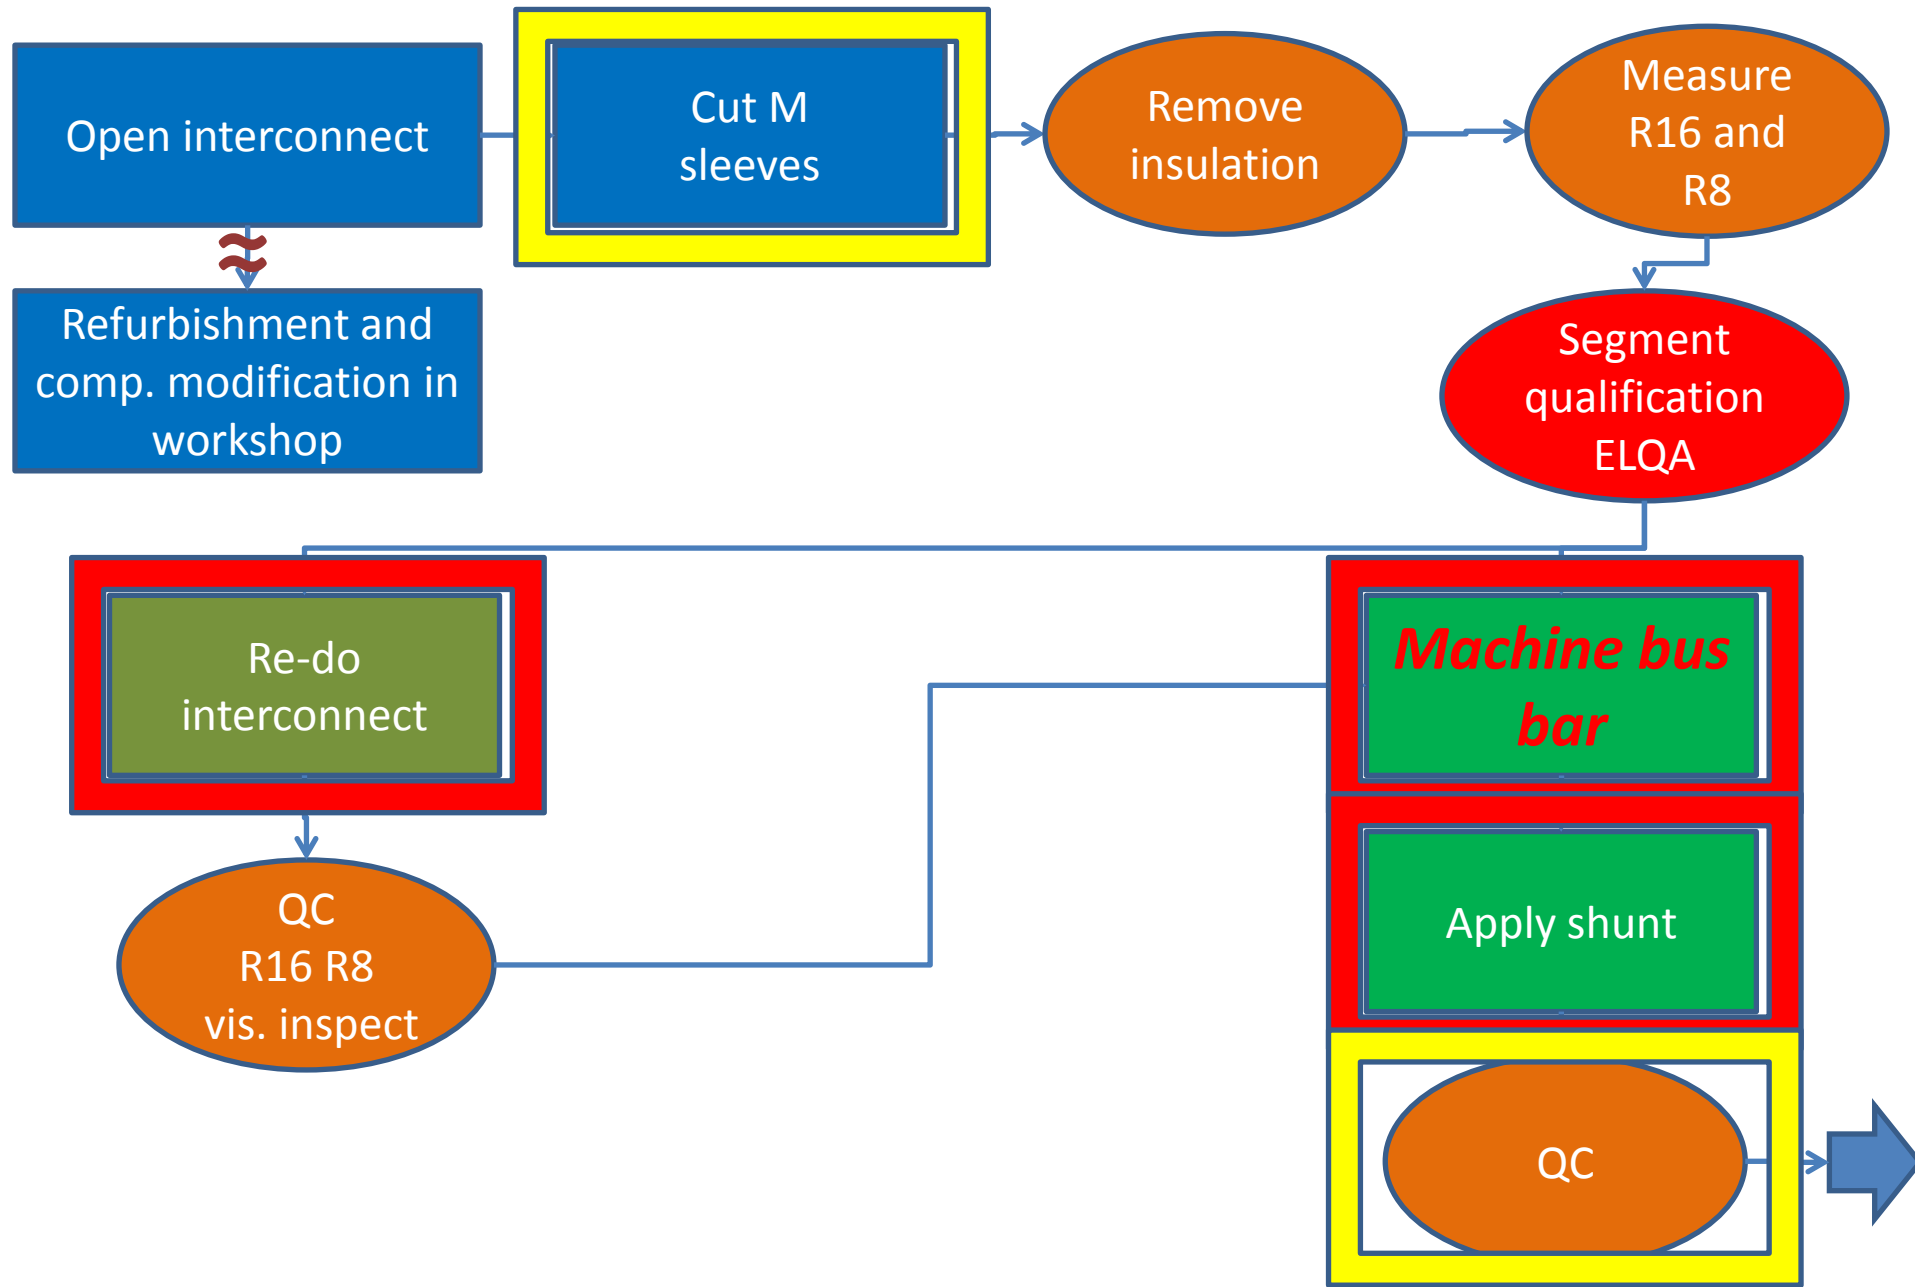 Open interconnect
Cut M
sleeves
Remove
insulation
Measure
R16 and
R8
Refurbishment and
comp. modification in
workshop
Segment
qualification
ELQA
Re-do
interconnect
Machine bus
bar
QC
R16 R8
vis. inspect
Apply shunt
QC